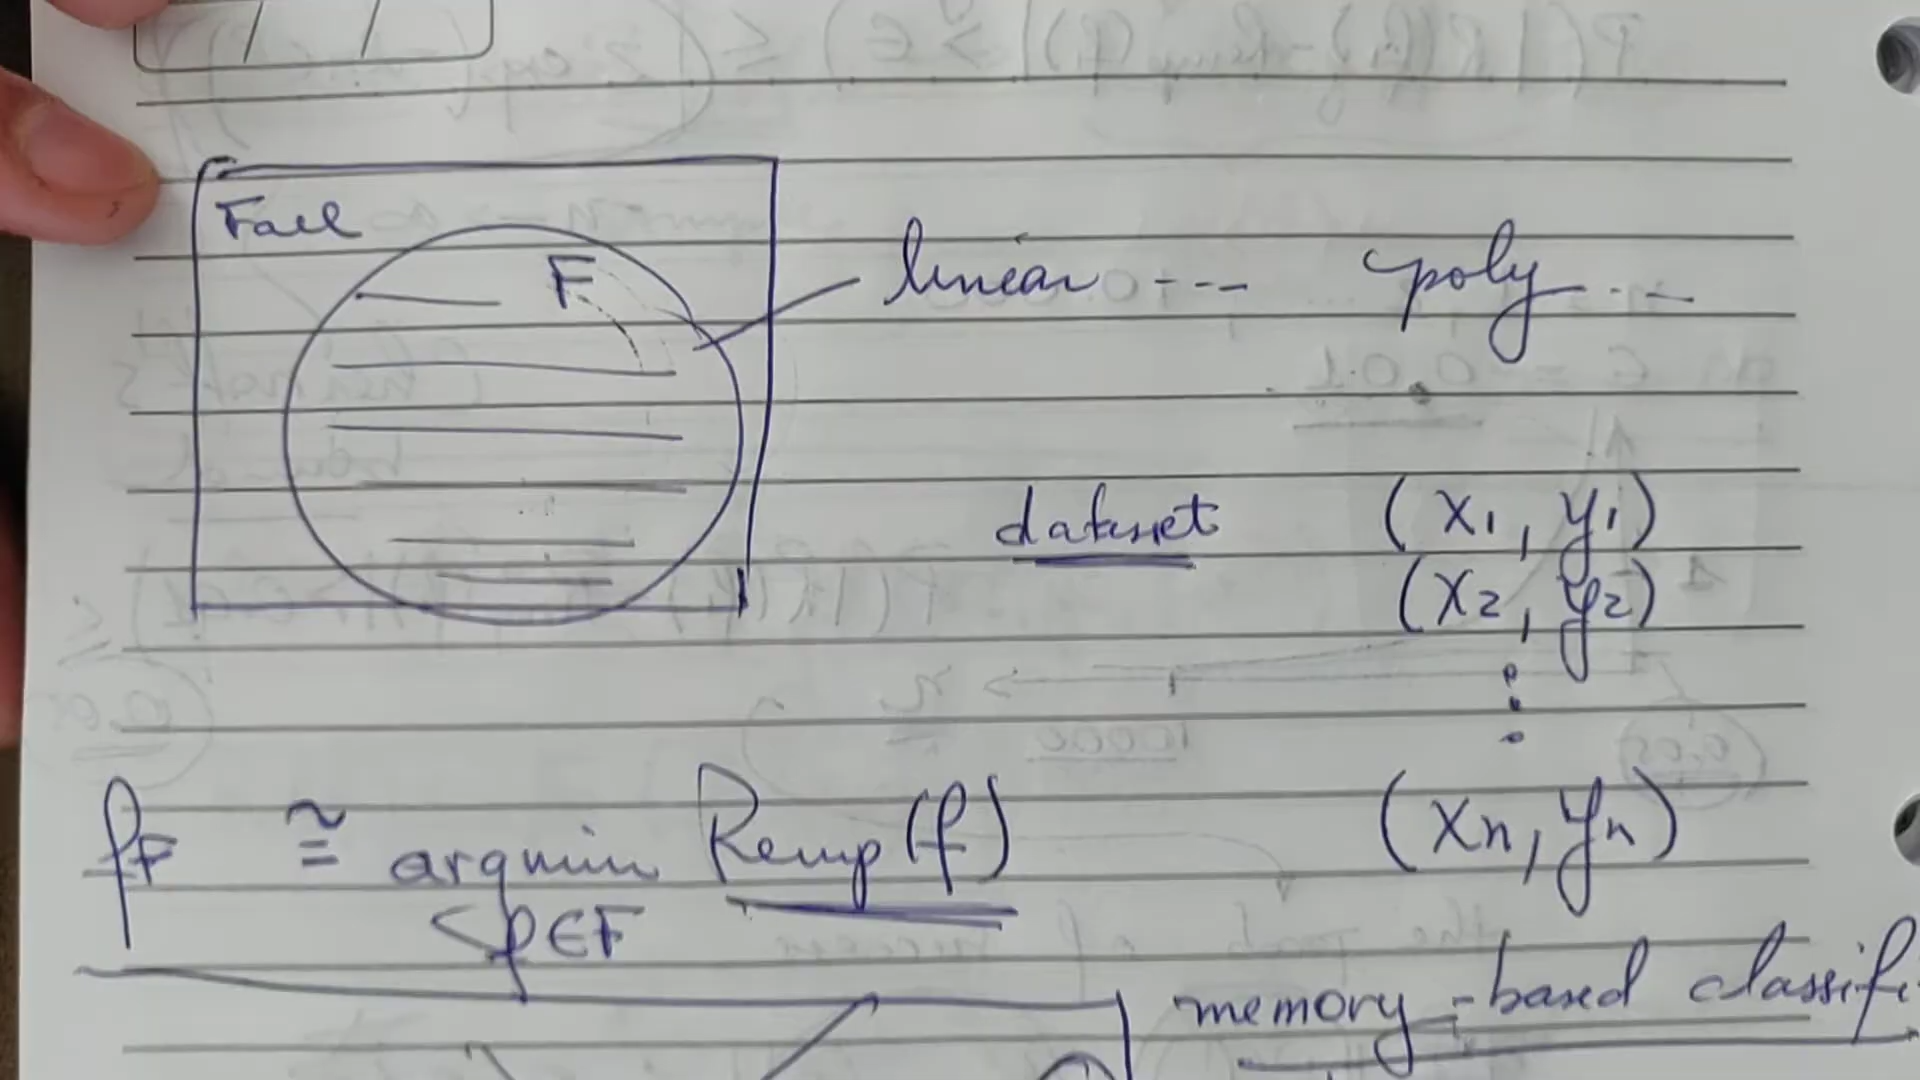 Fall
F
linear --- poly ---
dataset (x1, y1)
(x2, y2)
⋮
(xn, yn)
fF ≅ argmin Remp(f)
f∈F
memory-based classifi